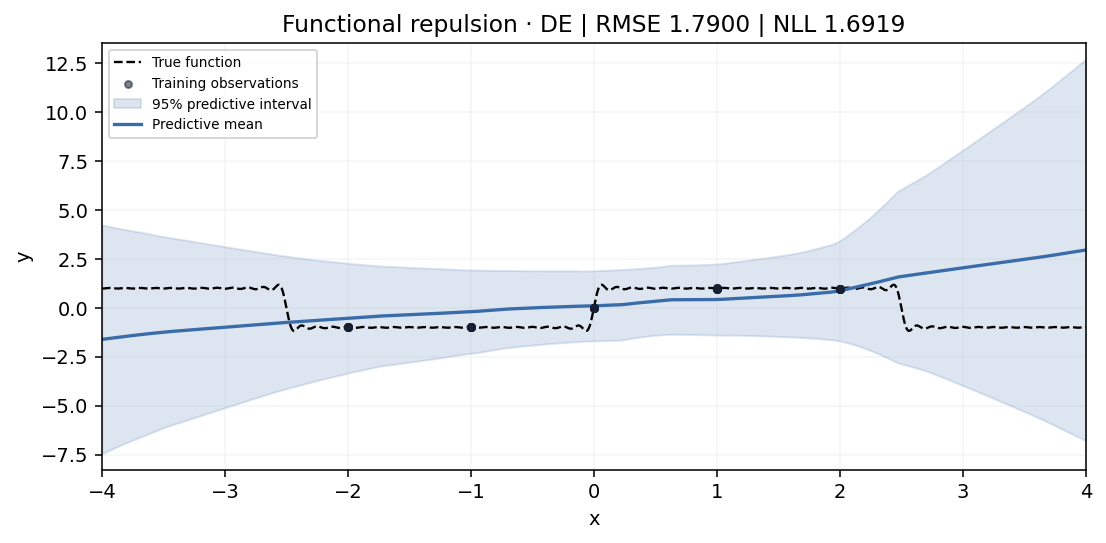 Functional repulsion · DE | RMSE 1.7900 | NLL 1.6919
True function
Training observations
95% predictive interval
Predictive mean
12.5
10.0
7.5
5.0
2.5
0.0
−2.5
−5.0
−7.5
y
−4
−3
−2
−1
0
1
2
3
4
x